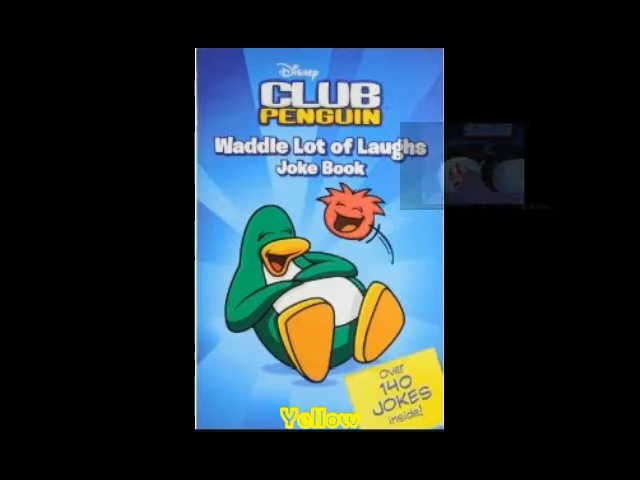 Disney
CLUB
PENGUIN
Waddle Lot of Laughs
Joke Book
Over
140
JOKES
inside!
Yellow